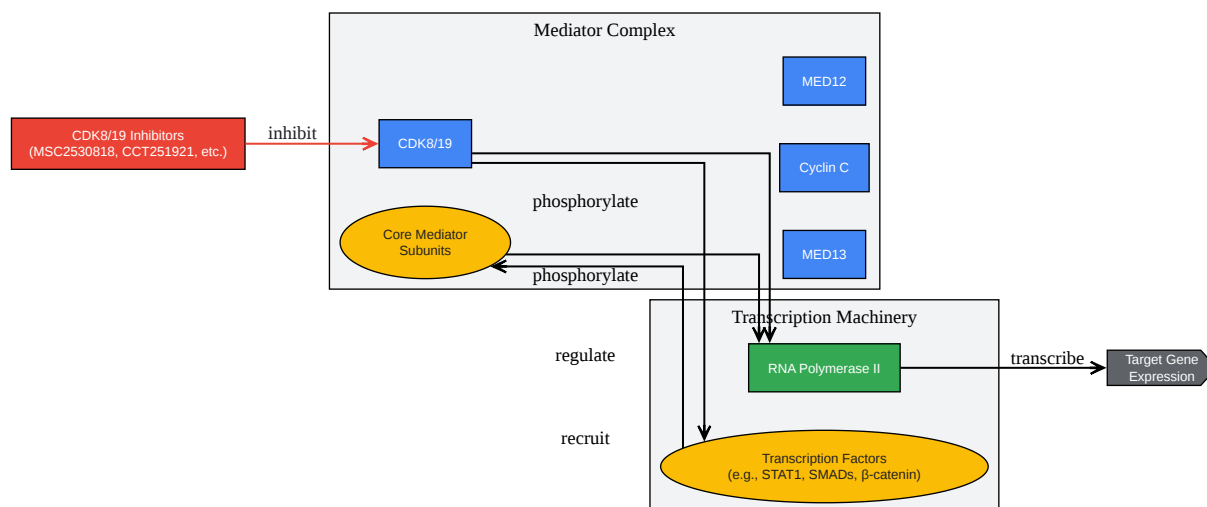 Mediator Complex
MED12
CDK8/19 Inhibitors
(MSC2530818, CCT251921, etc.)
inhibit
CDK8/19
Cyclin C
phosphorylate
Core Mediator
Subunits
MED13
phosphorylate
Transcription Machinery
regulate
RNA Polymerase II
transcribe
Target Gene
Expression
recruit
Transcription Factors
(e.g., STAT1, SMADs, β-catenin)